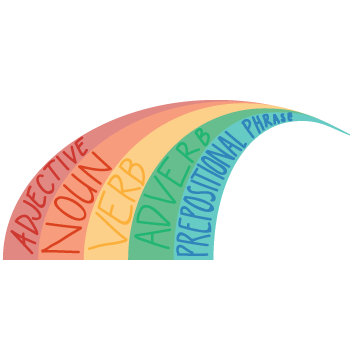 ADJECTIVE
NOUN
VERB
ADVERB
PREPOSITIONAL PHRASE